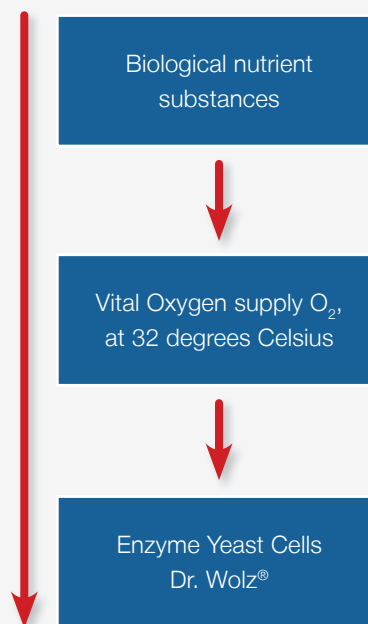 Biological nutrient
substances
Vital Oxygen supply O₂,
at 32 degrees Celsius
Enzyme Yeast Cells
Dr. Wolz®